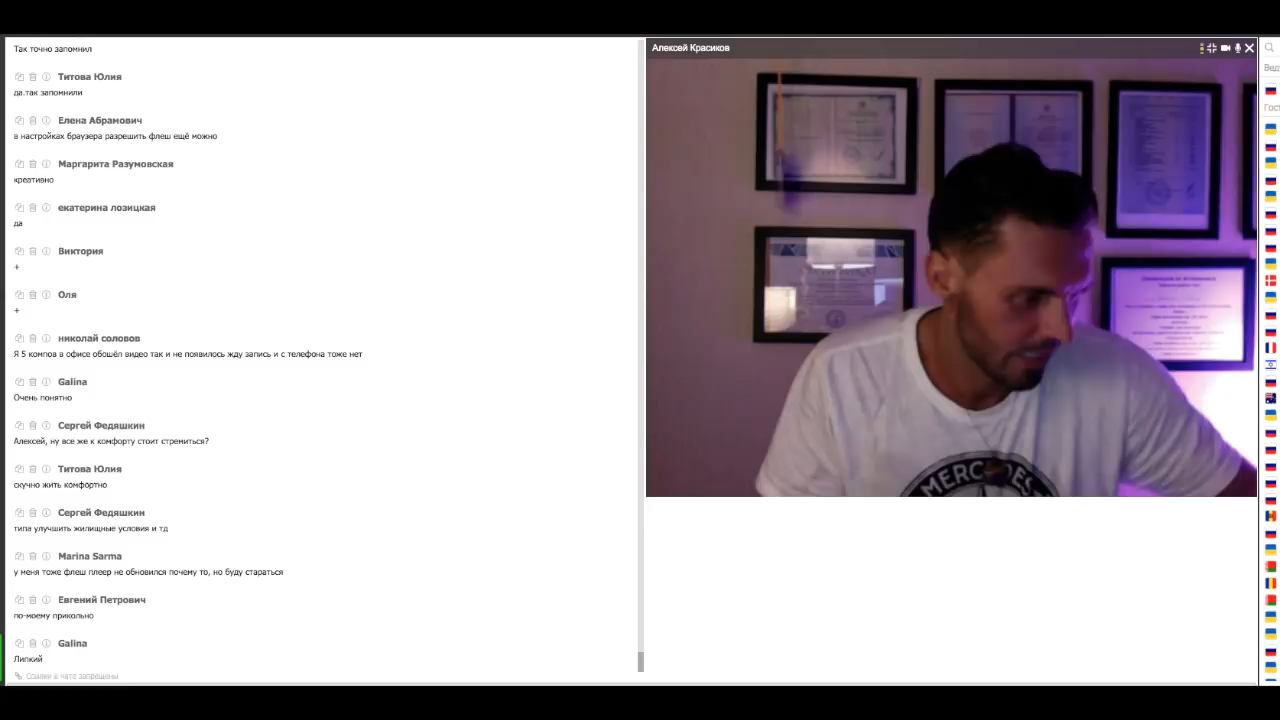 Так точно запомнил
Титова Юлия
да.так запомнили
Елена Абрамович
в настройках браузера разрешить флеш ещё можно
Маргарита Разумовская
креативно
екатерина лозицкая
да
Виктория
+
Оля
+
николай соловов
Я 5 компов в офисе обошёл видео так и не появилось жду запись и с телефона тоже нет
Galina
Очень понятно
Сергей Федяшкин
Алексей, ну все же к комфорту стоит стремиться?
Титова Юлия
скучно жить комфортно
Сергей Федяшкин
типа улучшить жилищные условия и тд
Marina Sarma
у меня тоже флеш плеер не обновился почему то, но буду стараться
Евгений Петрович
по-моему прикольно
Galina
Липкий
Ссылки в чате запрещены
Алексей Красиков
MERCEDES
Вед
Гост